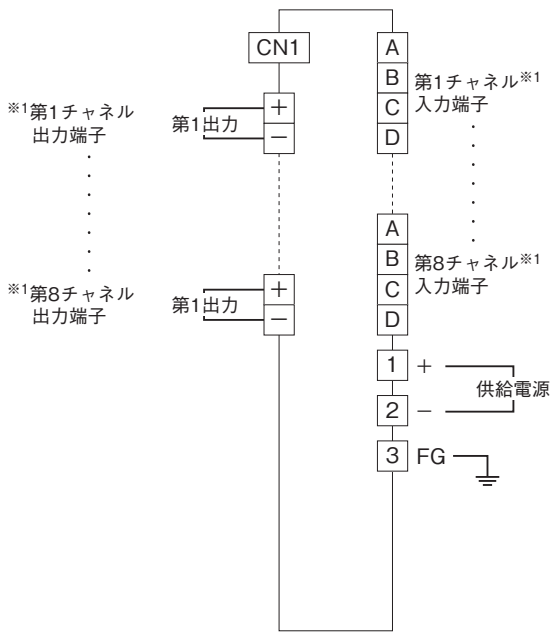 CN1
※1第1チャネル
出力端子
第1出力
+
−
※1第8チャネル
出力端子
第1出力
+
−
A
B
C
D
第1チャネル※1
入力端子
A
B
C
D
第8チャネル※1
入力端子
1 +
2 −
供給電源
3 FG